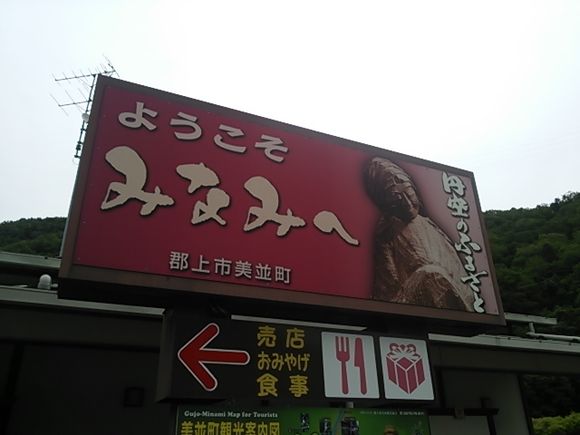 ようこそ
みなみへ
郡上市美並町
円空のふるさと
売店
おみやげ
食事
Gujo-Minami Map for Tourists
美並町観光案内図